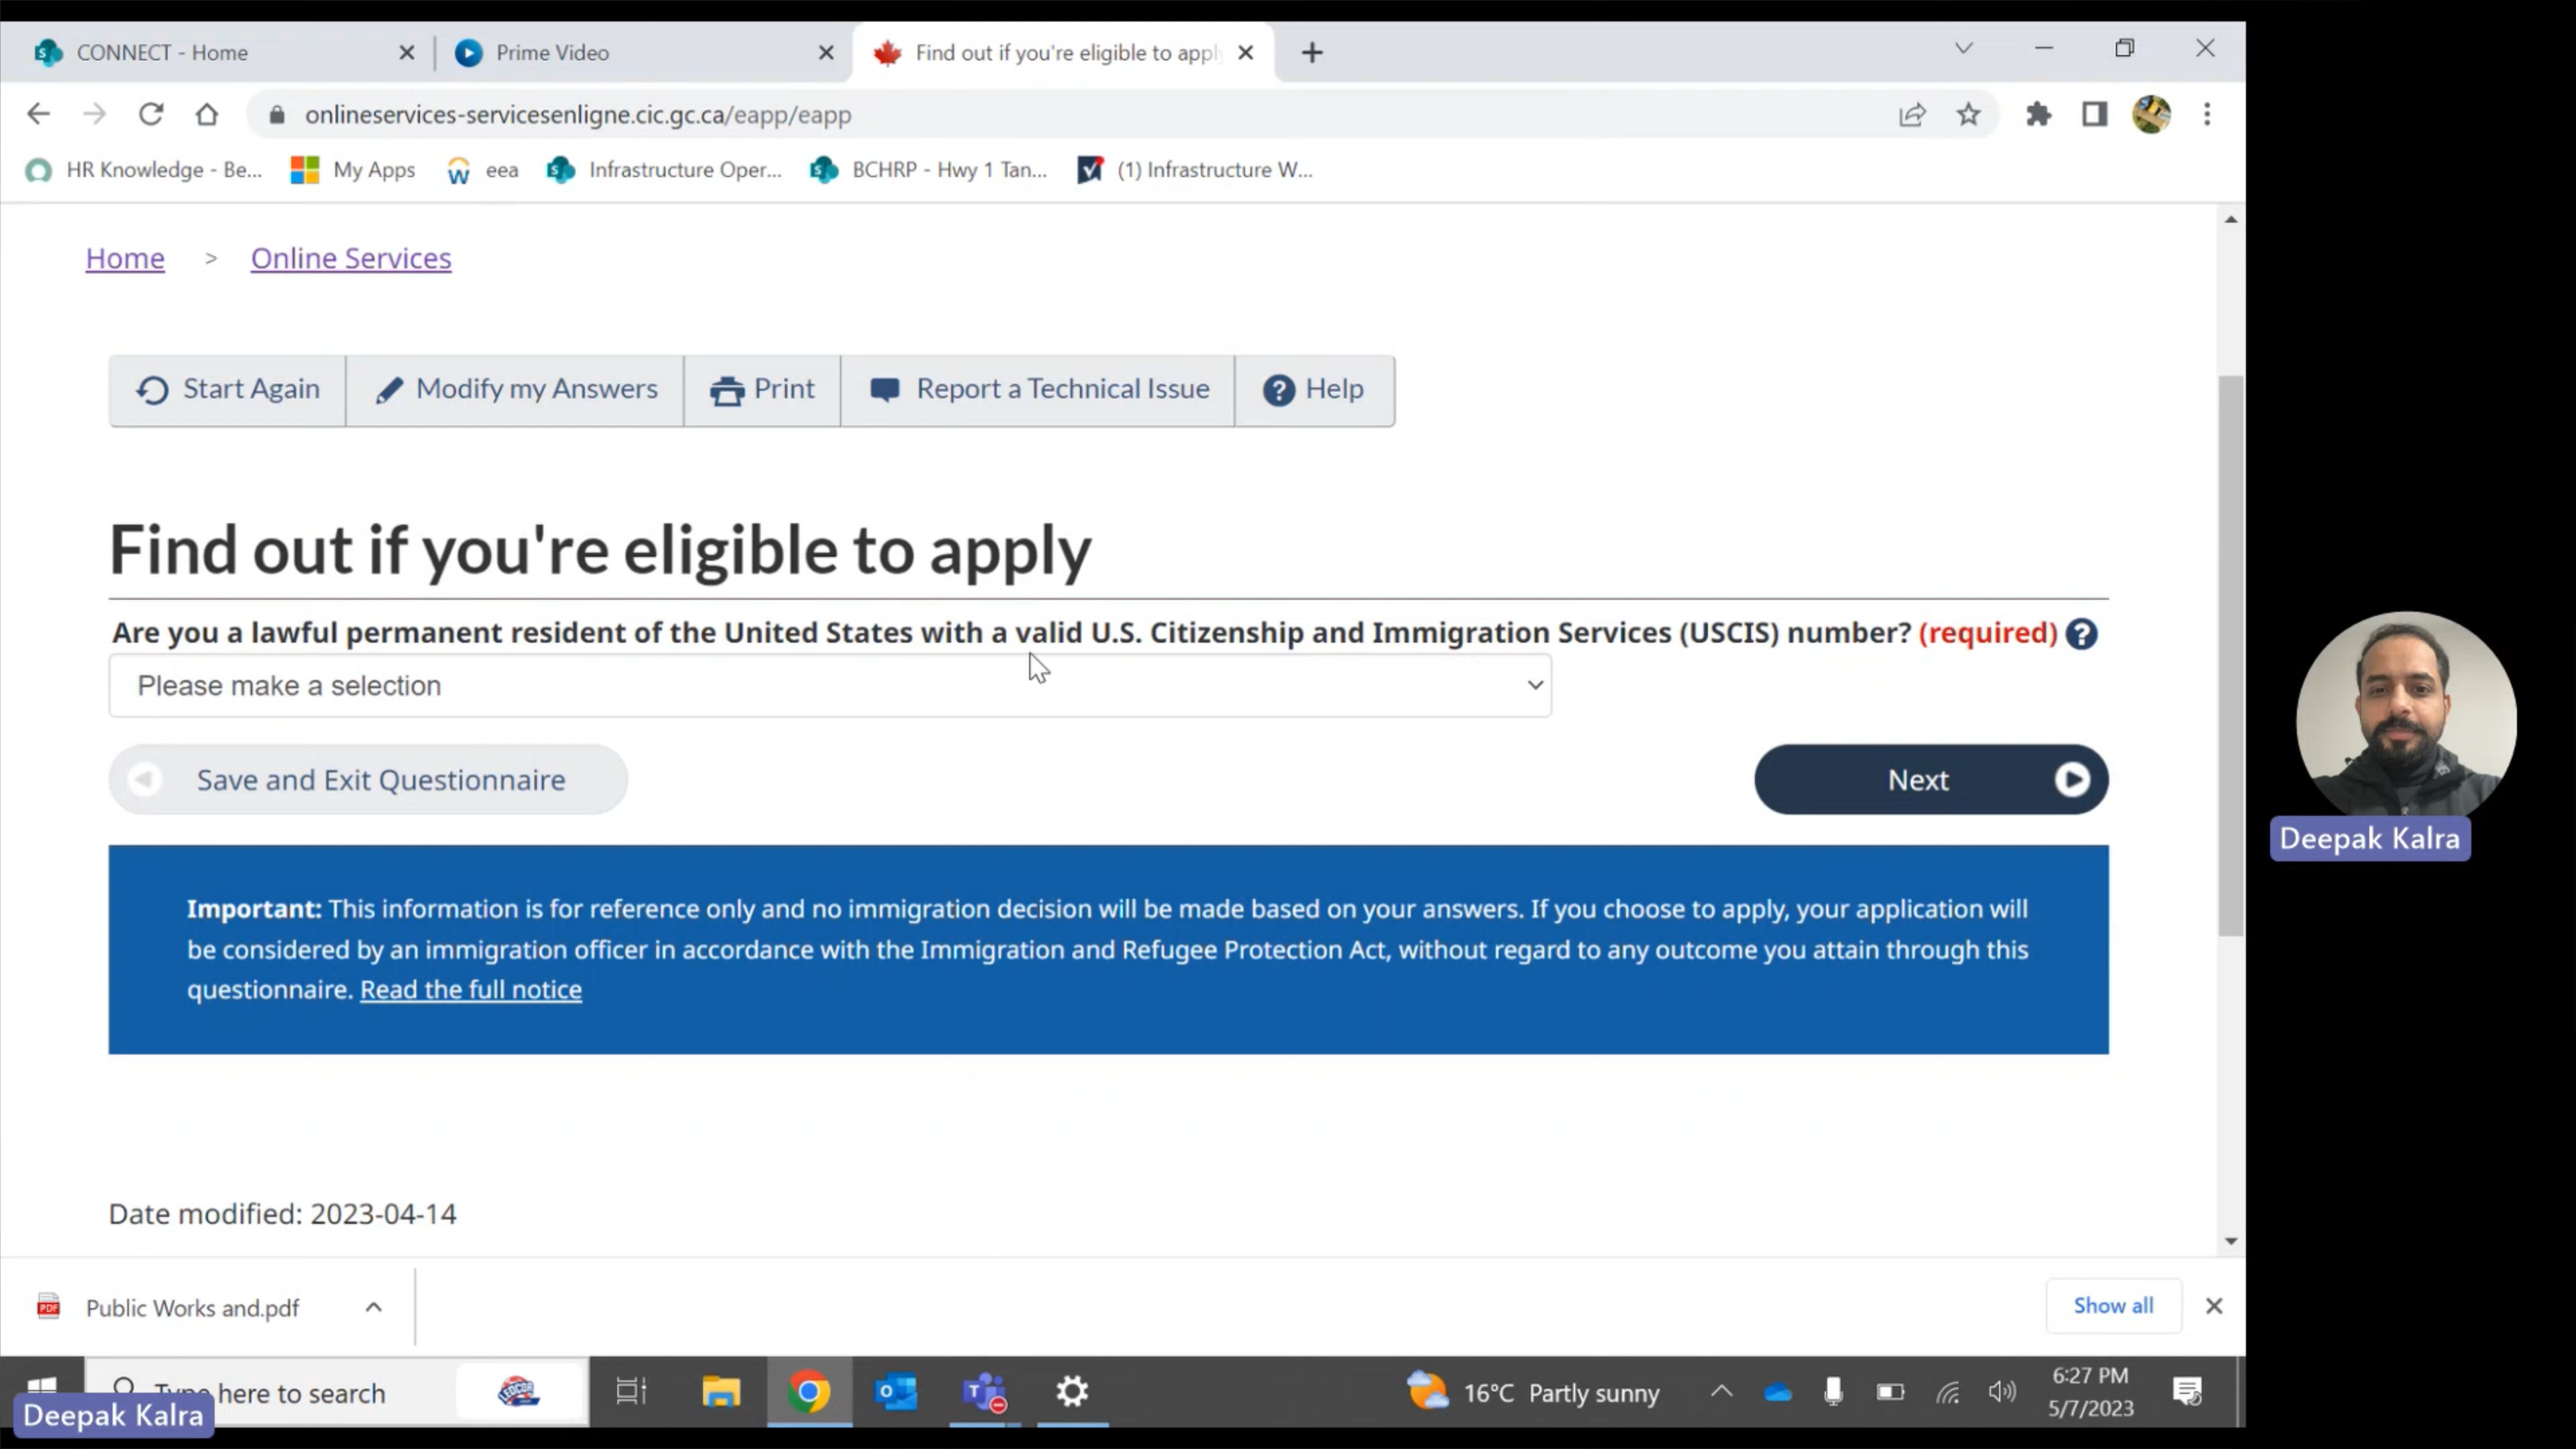 CONNECT - Home
Prime Video
Find out if you're eligible to appl
onlineservices-servicesenligne.cic.gc.ca/eapp/eapp
HR Knowledge - Be...
My Apps
eea
Infrastructure Oper...
BCHRP - Hwy 1 Tan...
(1) Infrastructure W...
Home > Online Services
Start Again
Modify my Answers
Print
Report a Technical Issue
Help
Find out if you're eligible to apply
Are you a lawful permanent resident of the United States with a valid U.S. Citizenship and Immigration Services (USCIS) number? (required)
Please make a selection
Save and Exit Questionnaire
Next
Important: This information is for reference only and no immigration decision will be made based on your answers. If you choose to apply, your application will
be considered by an immigration officer in accordance with the Immigration and Refugee Protection Act, without regard to any outcome you attain through this
questionnaire. Read the full notice
Deepak Kalra
Date modified: 2023-04-14
PDF
Public Works and.pdf
Show all
Type here to search
LEDCOR
16°C Partly sunny
6:27 PM
5/7/2023
Deepak Kalra